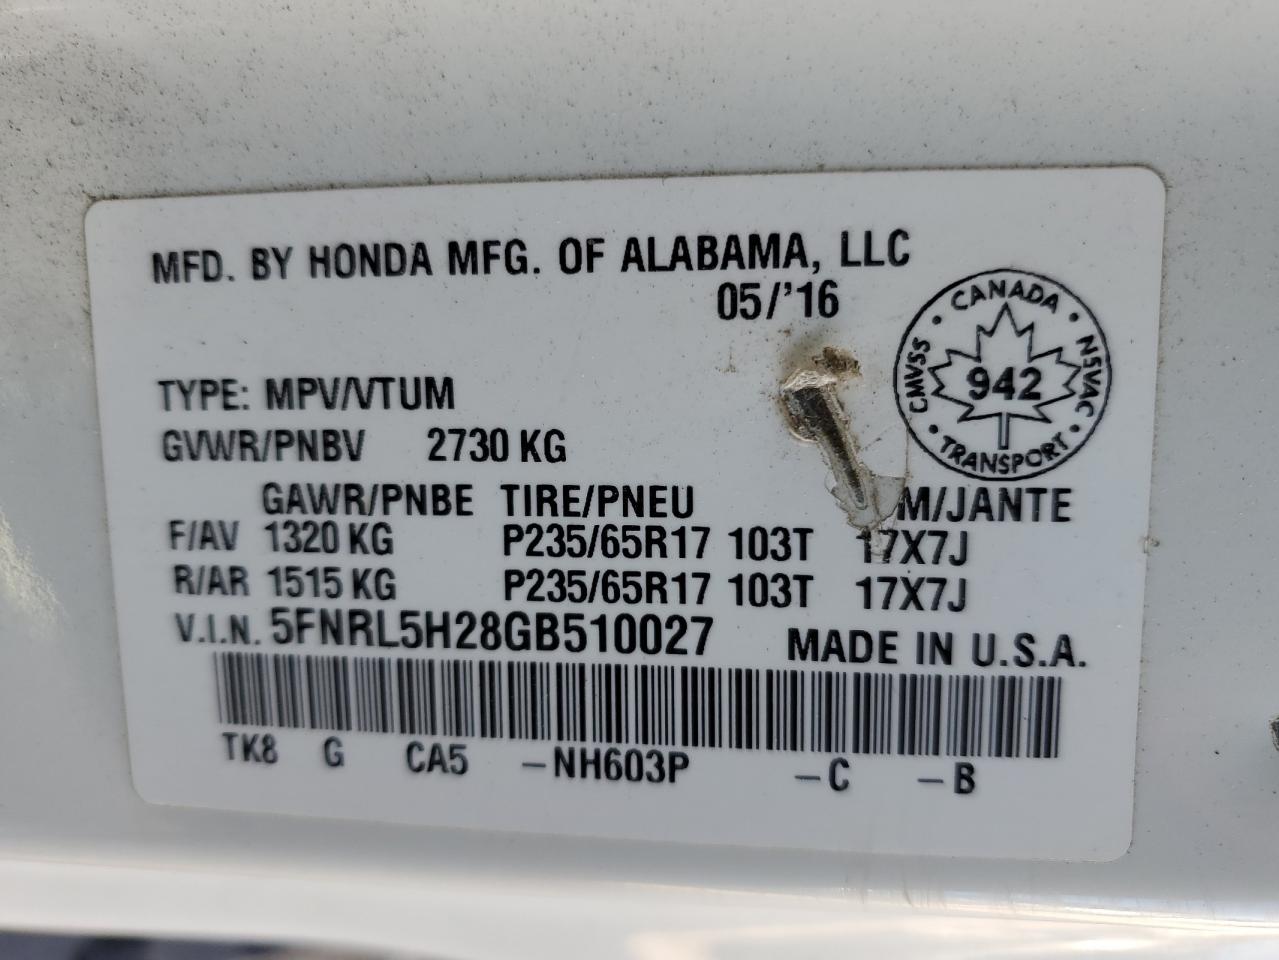 MFD. BY HONDA MFG. OF ALABAMA, LLC
05/'16
CANADA
CMVSS • NSVAC
942
TRANSPORT
TYPE: MPV/VTUM
GVWR/PNBV 2730 KG
GAWR/PNBE TIRE/PNEU M/JANTE
F/AV 1320 KG P235/65R17 103T 17X7J
R/AR 1515 KG P235/65R17 103T 17X7J
V.I.N. 5FNRL5H28GB510027 MADE IN U.S.A.
TK8 G CA5 –NH603P –C –B